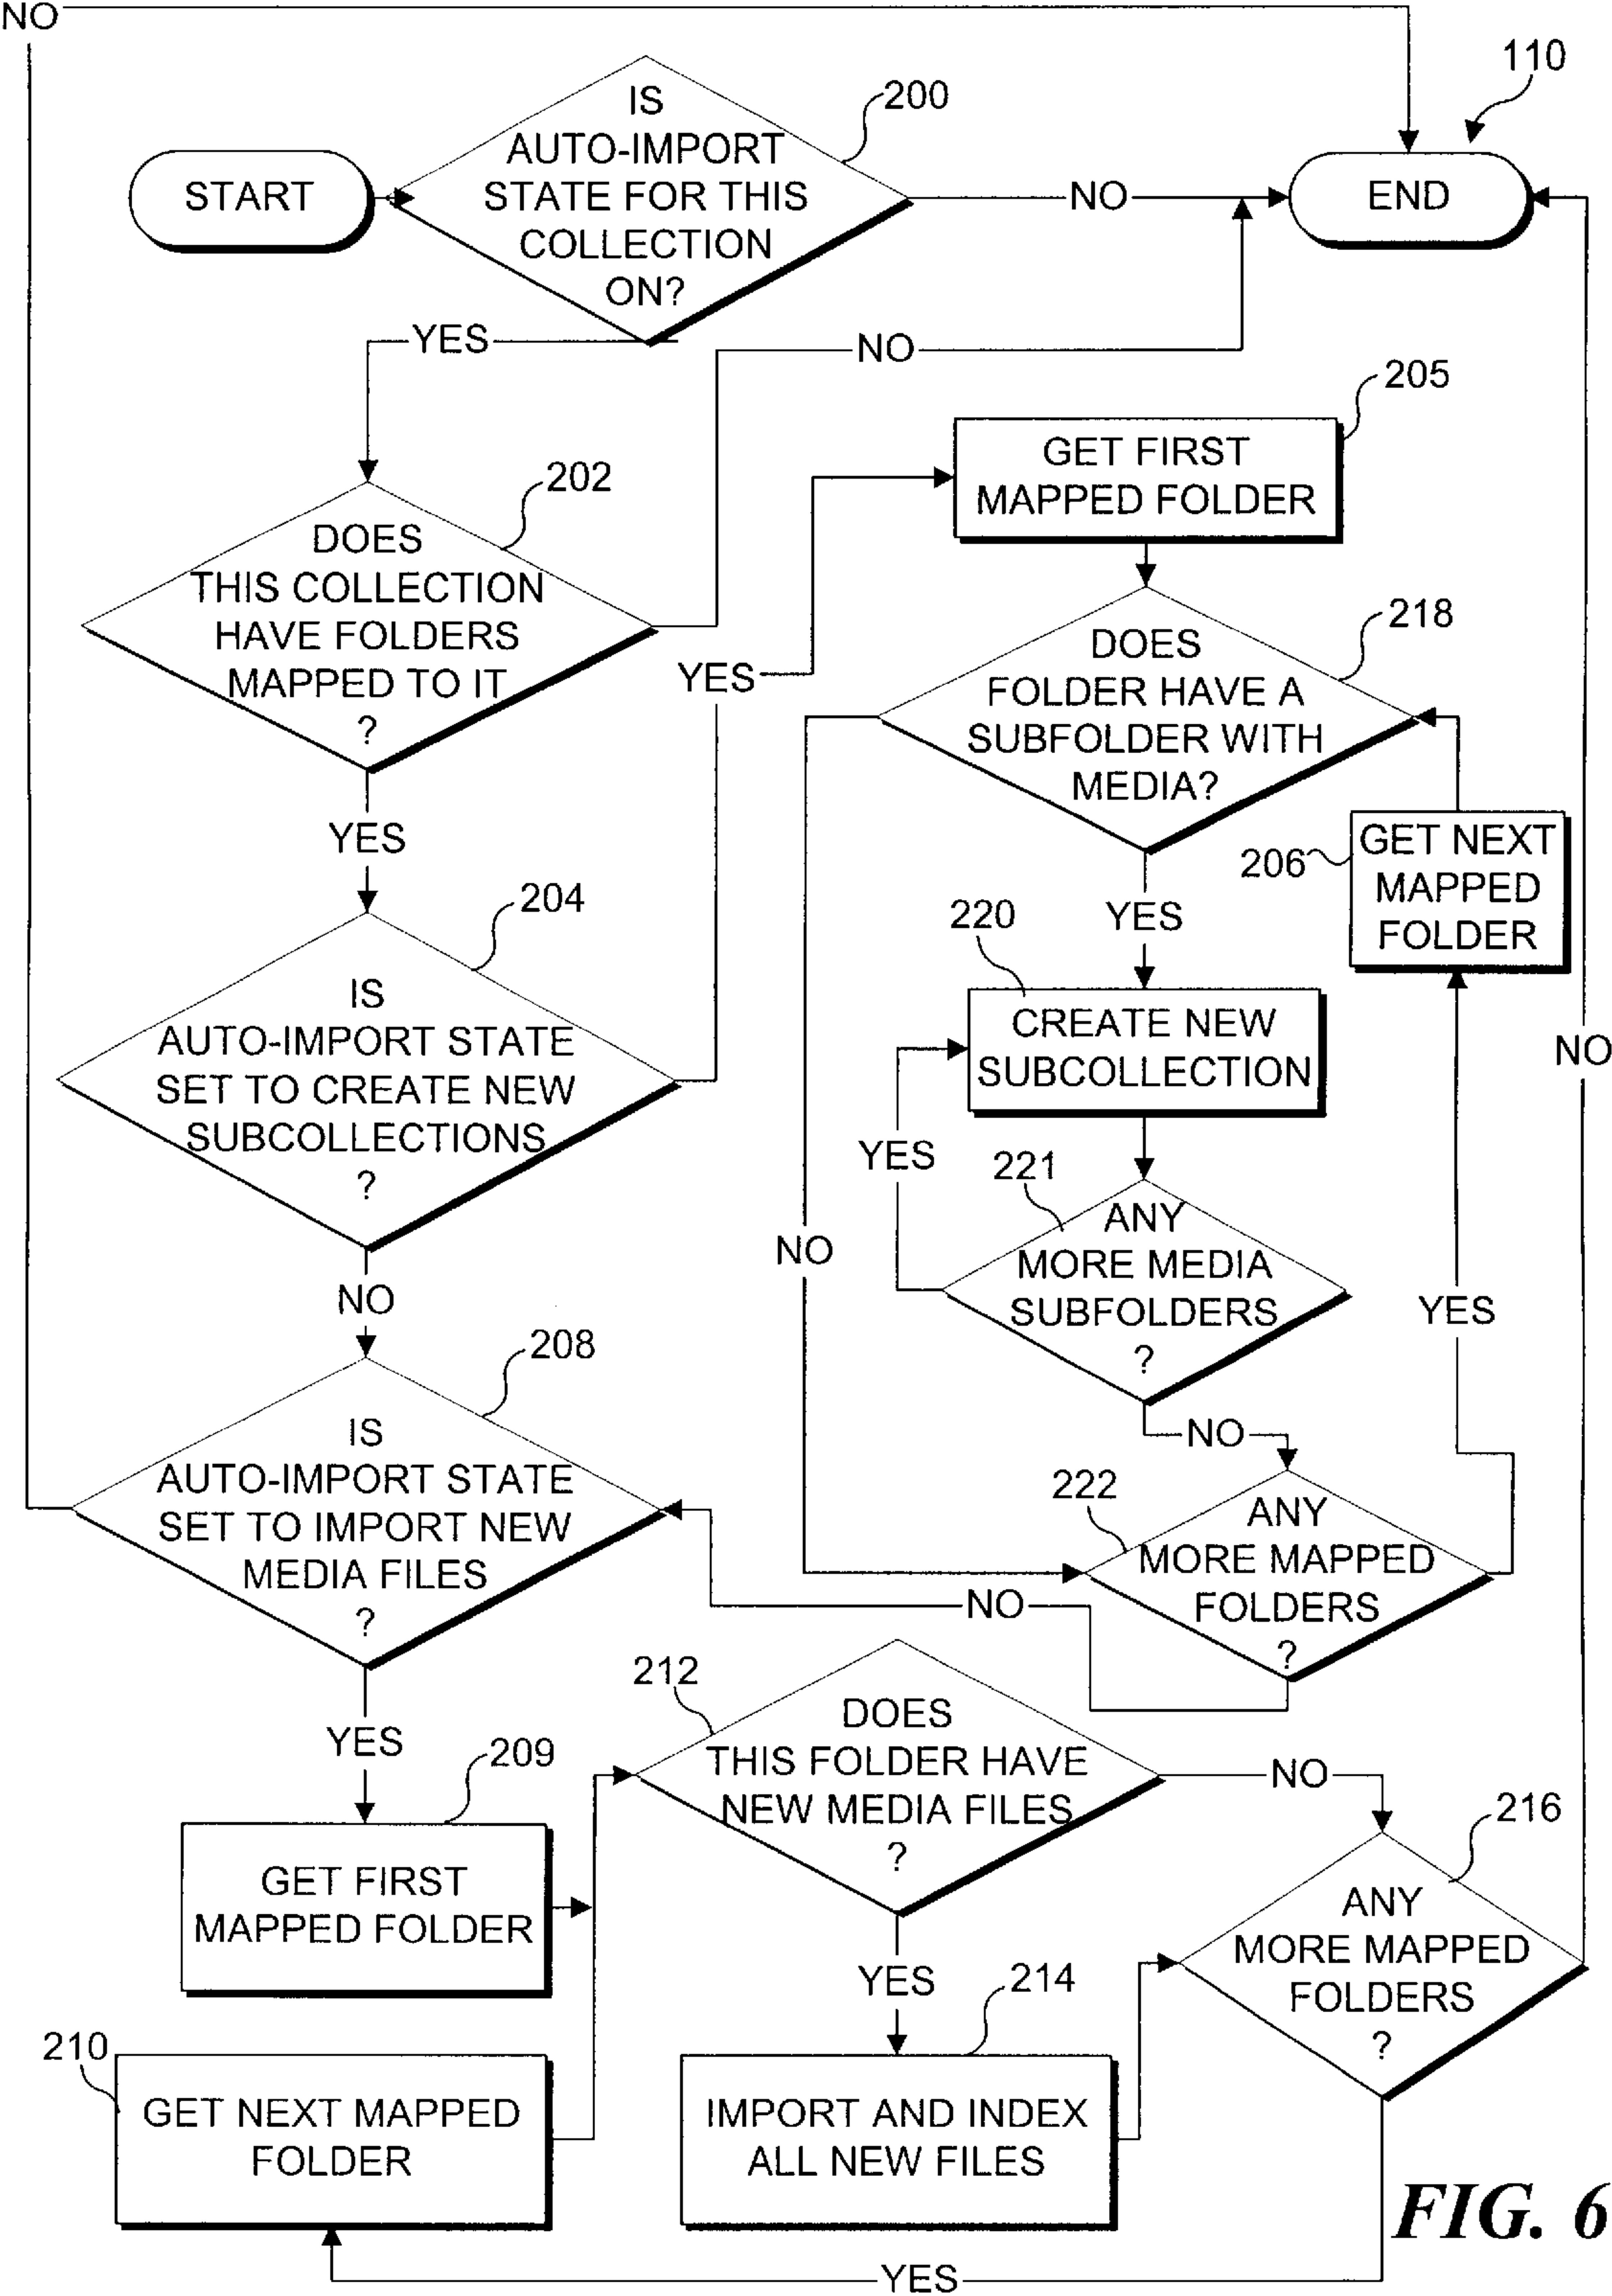 NO
110
IS
AUTO-IMPORT
STATE FOR THIS
COLLECTION
ON?
200
START
NO
END
YES
NO
205
GET FIRST
MAPPED FOLDER
202
DOES
THIS COLLECTION
HAVE FOLDERS
MAPPED TO IT
?
YES
218
DOES
FOLDER HAVE A
SUBFOLDER WITH
MEDIA?
YES
206
GET NEXT
MAPPED
FOLDER
204
IS
AUTO-IMPORT STATE
SET TO CREATE NEW
SUBCOLLECTIONS
?
YES
220
CREATE NEW
SUBCOLLECTION
NO
YES
221
ANY
MORE MEDIA
SUBFOLDERS
?
NO
NO
YES
208
IS
AUTO-IMPORT STATE
SET TO IMPORT NEW
MEDIA FILES
?
NO
222
ANY
MORE MAPPED
FOLDERS
?
NO
212
DOES
THIS FOLDER HAVE
NEW MEDIA FILES
?
YES
NO
209
GET FIRST
MAPPED FOLDER
216
ANY
MORE MAPPED
FOLDERS
?
YES
214
210
GET NEXT MAPPED
FOLDER
IMPORT AND INDEX
ALL NEW FILES
YES
FIG. 6